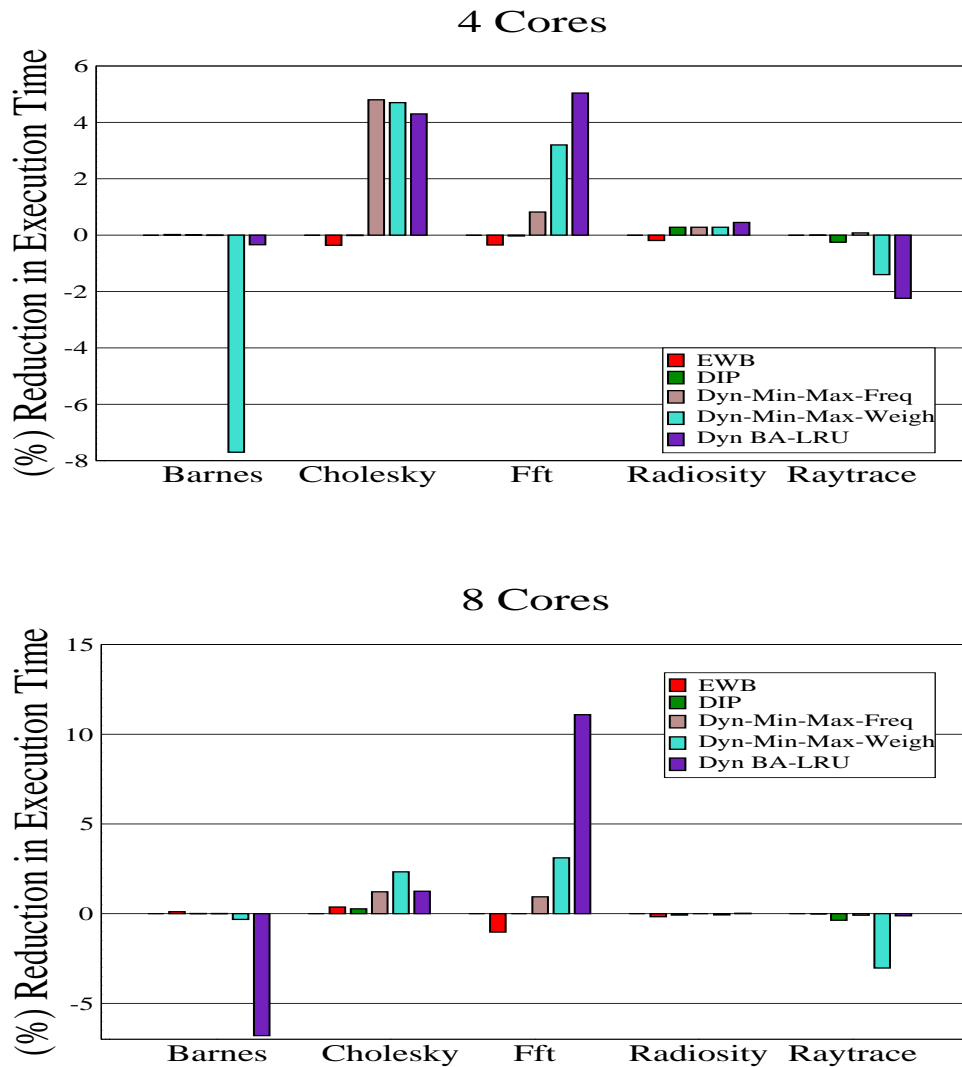 4 Cores
(%) Reduction in Execution Time
6
4
2
0
-2
-4
-6
-8
EWB
DIP
Dyn-Min-Max-Freq
Dyn-Min-Max-Weigh
Dyn BA-LRU
Barnes Cholesky Fft Radiosity Raytrace
8 Cores
(%) Reduction in Execution Time
15
10
5
0
-5
EWB
DIP
Dyn-Min-Max-Freq
Dyn-Min-Max-Weigh
Dyn BA-LRU
Barnes Cholesky Fft Radiosity Raytrace